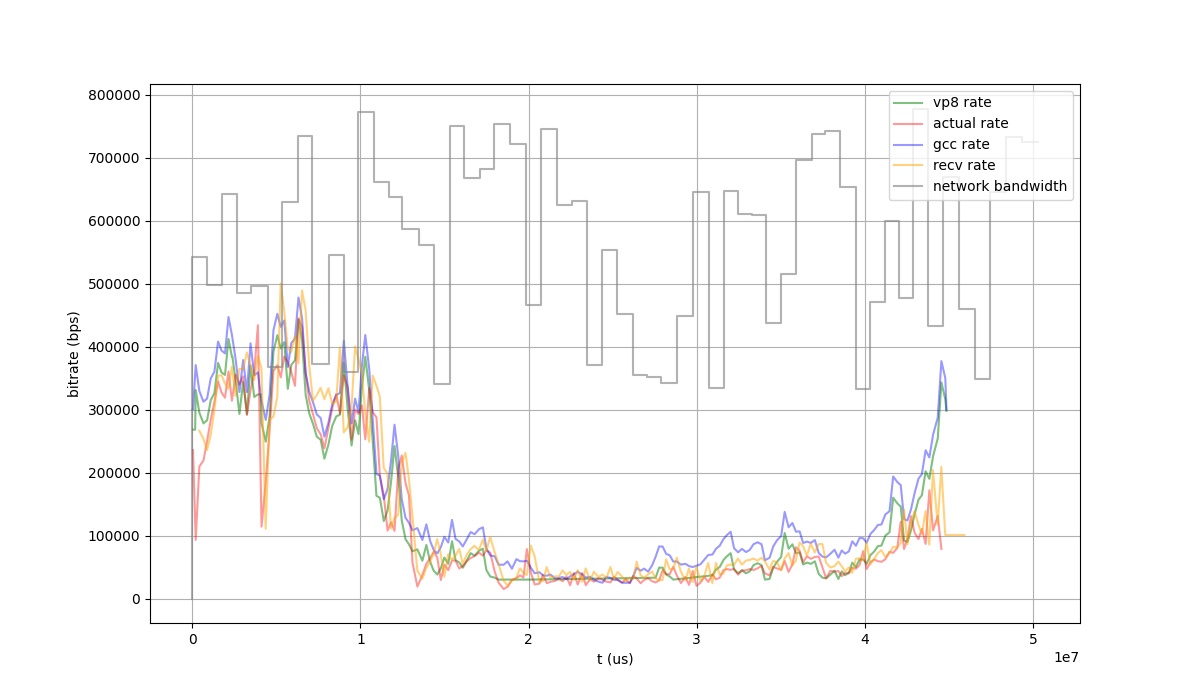 800000
700000
600000
500000
400000
300000
200000
100000
0
bitrate (bps)
0 1 2 3 4 5
1e7
t (us)
vp8 rate
actual rate
gcc rate
recv rate
network bandwidth